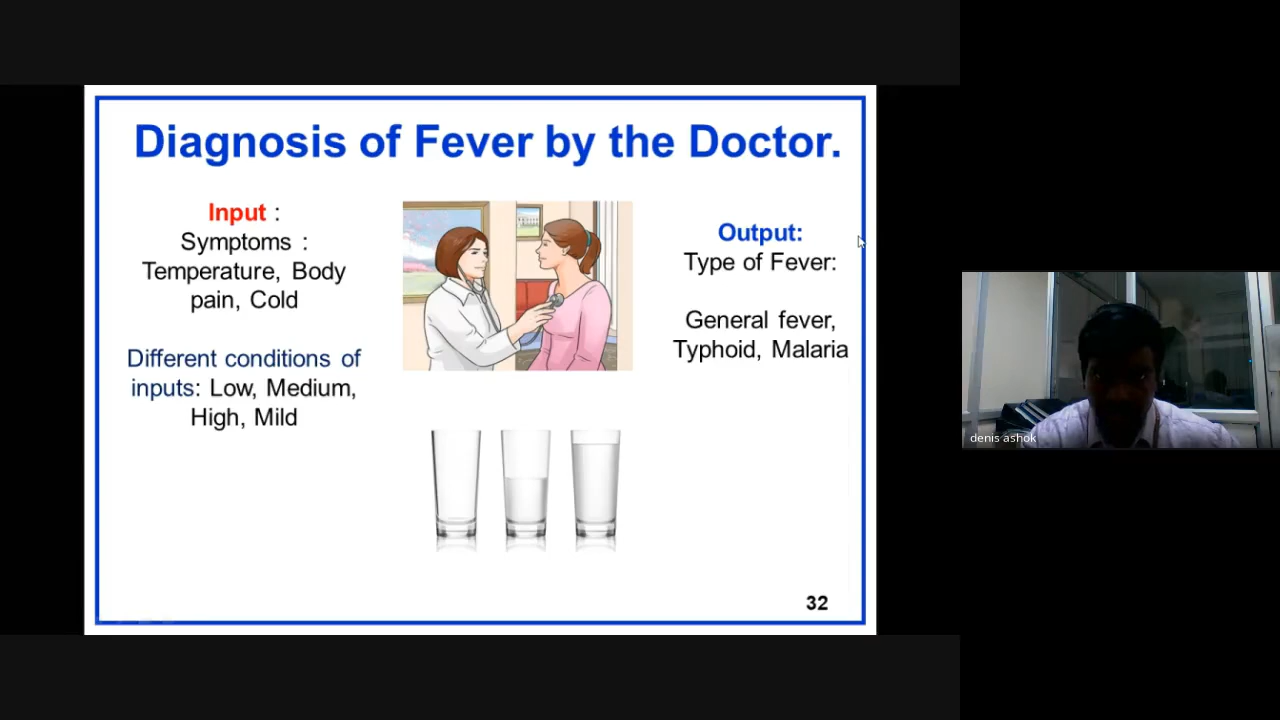 Diagnosis of Fever by the Doctor.
Input :
Symptoms :
Temperature, Body
pain, Cold
Different conditions of
inputs: Low, Medium,
High, Mild
Output:
Type of Fever:
General fever,
Typhoid, Malaria
32
denis ashok